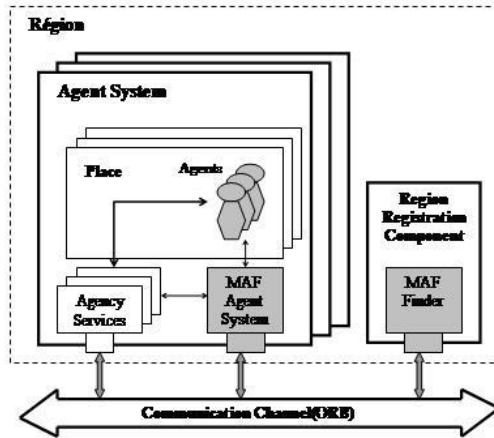 Région
Agent System
Place
Agents
Region
Registration
Component
MAF
Agent
System
MAF
Finder
Agency
Services
Communication Channel(ORB)